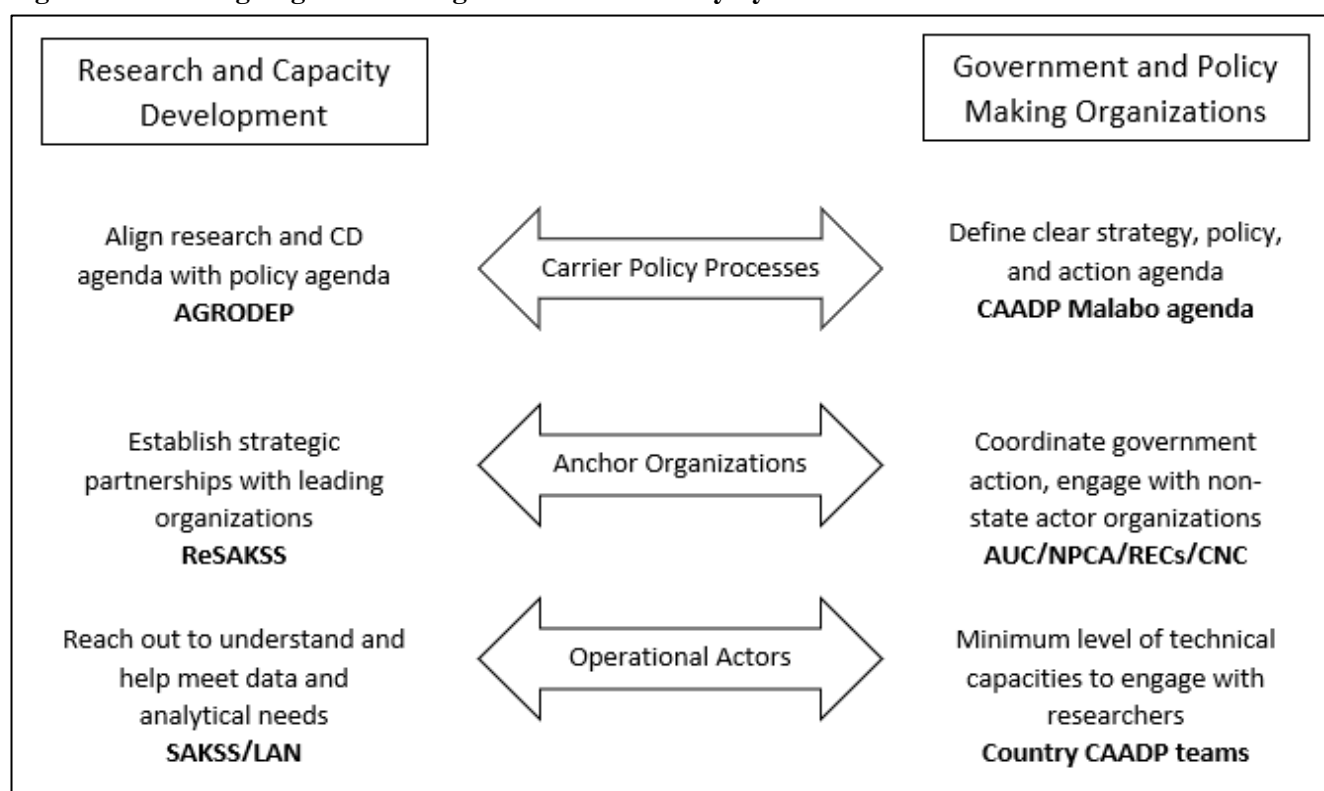 Research and Capacity
Development
Government and Policy
Making Organizations
Align research and CD
agenda with policy agenda
AGRODEP
Carrier Policy Processes
Define clear strategy, policy,
and action agenda
CAADP Malabo agenda
Establish strategic
partnerships with leading
organizations
ReSAKSS
Anchor Organizations
Coordinate government
action, engage with non-
state actor organizations
AUC/NPCA/RECs/CNC
Reach out to understand and
help meet data and
analytical needs
SAKSS/LAN
Operational Actors
Minimum level of technical
capacities to engage with
researchers
Country CAADP teams